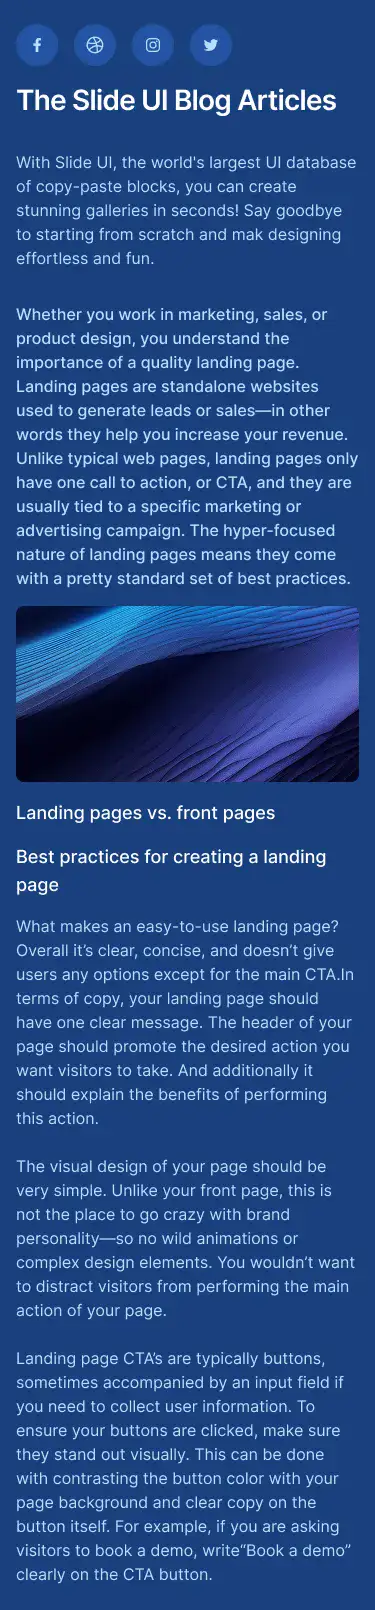 The Slide UI Blog Articles
With Slide UI, the world's largest UI database
of copy-paste blocks, you can create
stunning galleries in seconds! Say goodbye
to starting from scratch and mak designing
effortless and fun.
Whether you work in marketing, sales, or
product design, you understand the
importance of a quality landing page.
Landing pages are standalone websites
used to generate leads or sales—in other
words they help you increase your revenue.
Unlike typical web pages, landing pages only
have one call to action, or CTA, and they are
usually tied to a specific marketing or
advertising campaign. The hyper-focused
nature of landing pages means they come
with a pretty standard set of best practices.
Landing pages vs. front pages
Best practices for creating a landing
page
What makes an easy-to-use landing page?
Overall it’s clear, concise, and doesn’t give
users any options except for the main CTA.In
terms of copy, your landing page should
have one clear message. The header of your
page should promote the desired action you
want visitors to take. And additionally it
should explain the benefits of performing
this action.
The visual design of your page should be
very simple. Unlike your front page, this is
not the place to go crazy with brand
personality—so no wild animations or
complex design elements. You wouldn’t want
to distract visitors from performing the main
action of your page.
Landing page CTA’s are typically buttons,
sometimes accompanied by an input field if
you need to collect user information. To
ensure your buttons are clicked, make sure
they stand out visually. This can be done
with contrasting the button color with your
page background and clear copy on the
button itself. For example, if you are asking
visitors to book a demo, write“Book a demo”
clearly on the CTA button.